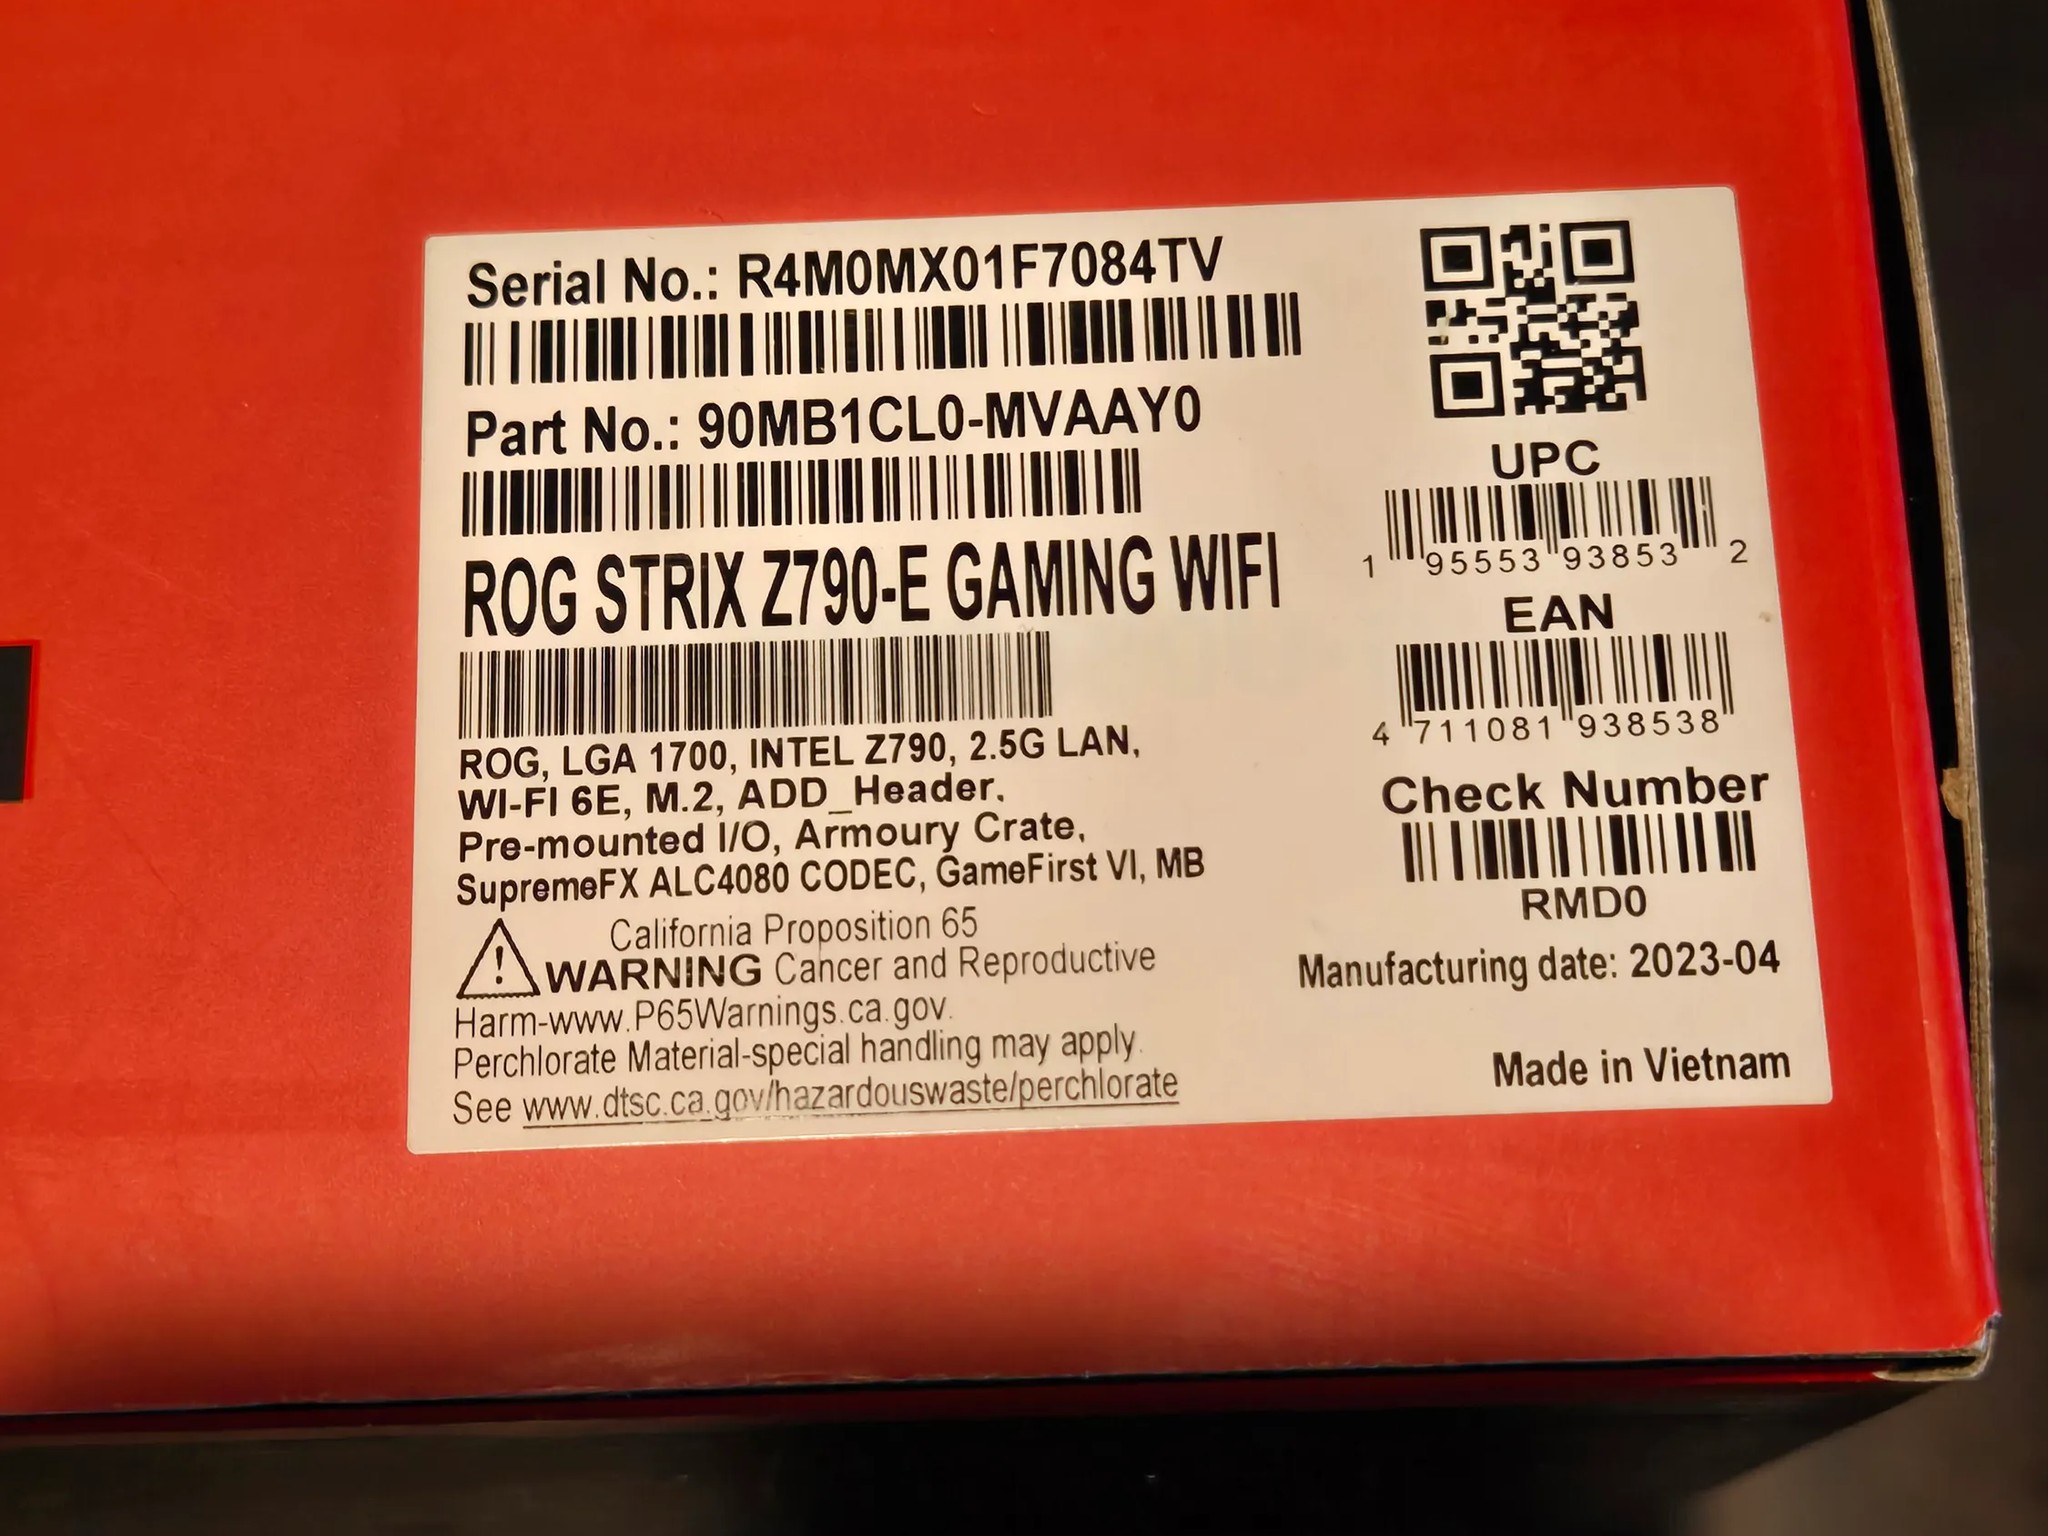 Serial No.: R4M0MX01F7084TV
Part No.: 90MB1CL0-MVAAY0
ROG STRIX Z790-E GAMING WIFI
ROG, LGA 1700, INTEL Z790, 2.5G LAN,
WI-FI 6E, M.2, ADD_Header,
Pre-mounted I/O, Armoury Crate,
SupremeFX ALC4080 CODEC, GameFirst VI, MB
California Proposition 65
WARNING Cancer and Reproductive
Harm-www.P65Warnings.ca.gov.
Perchlorate Material-special handling may apply.
See www.dtsc.ca.gov/hazardouswaste/perchlorate
UPC
1 95553 93853 2
EAN
4 711081 938538
Check Number
RMD0
Manufacturing date: 2023-04
Made in Vietnam